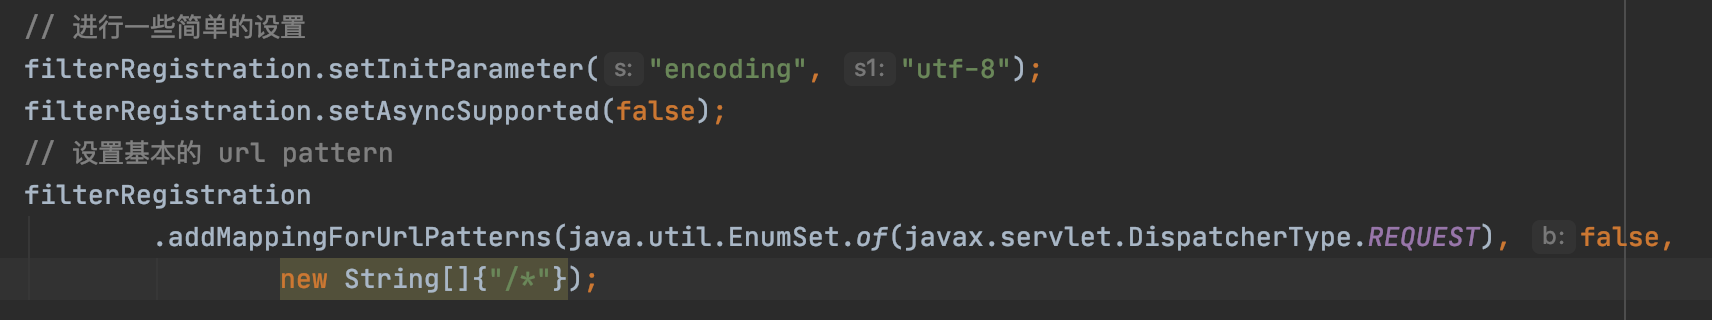 // 进行一些简单的设置
filterRegistration.setInitParameter( s: "encoding", s1: "utf-8");
filterRegistration.setAsyncSupported(false);
// 设置基本的 url pattern
filterRegistration
.addMappingForUrlPatterns(java.util.EnumSet.of(javax.servlet.DispatcherType.REQUEST), b: false,
new String[]{"/*"});